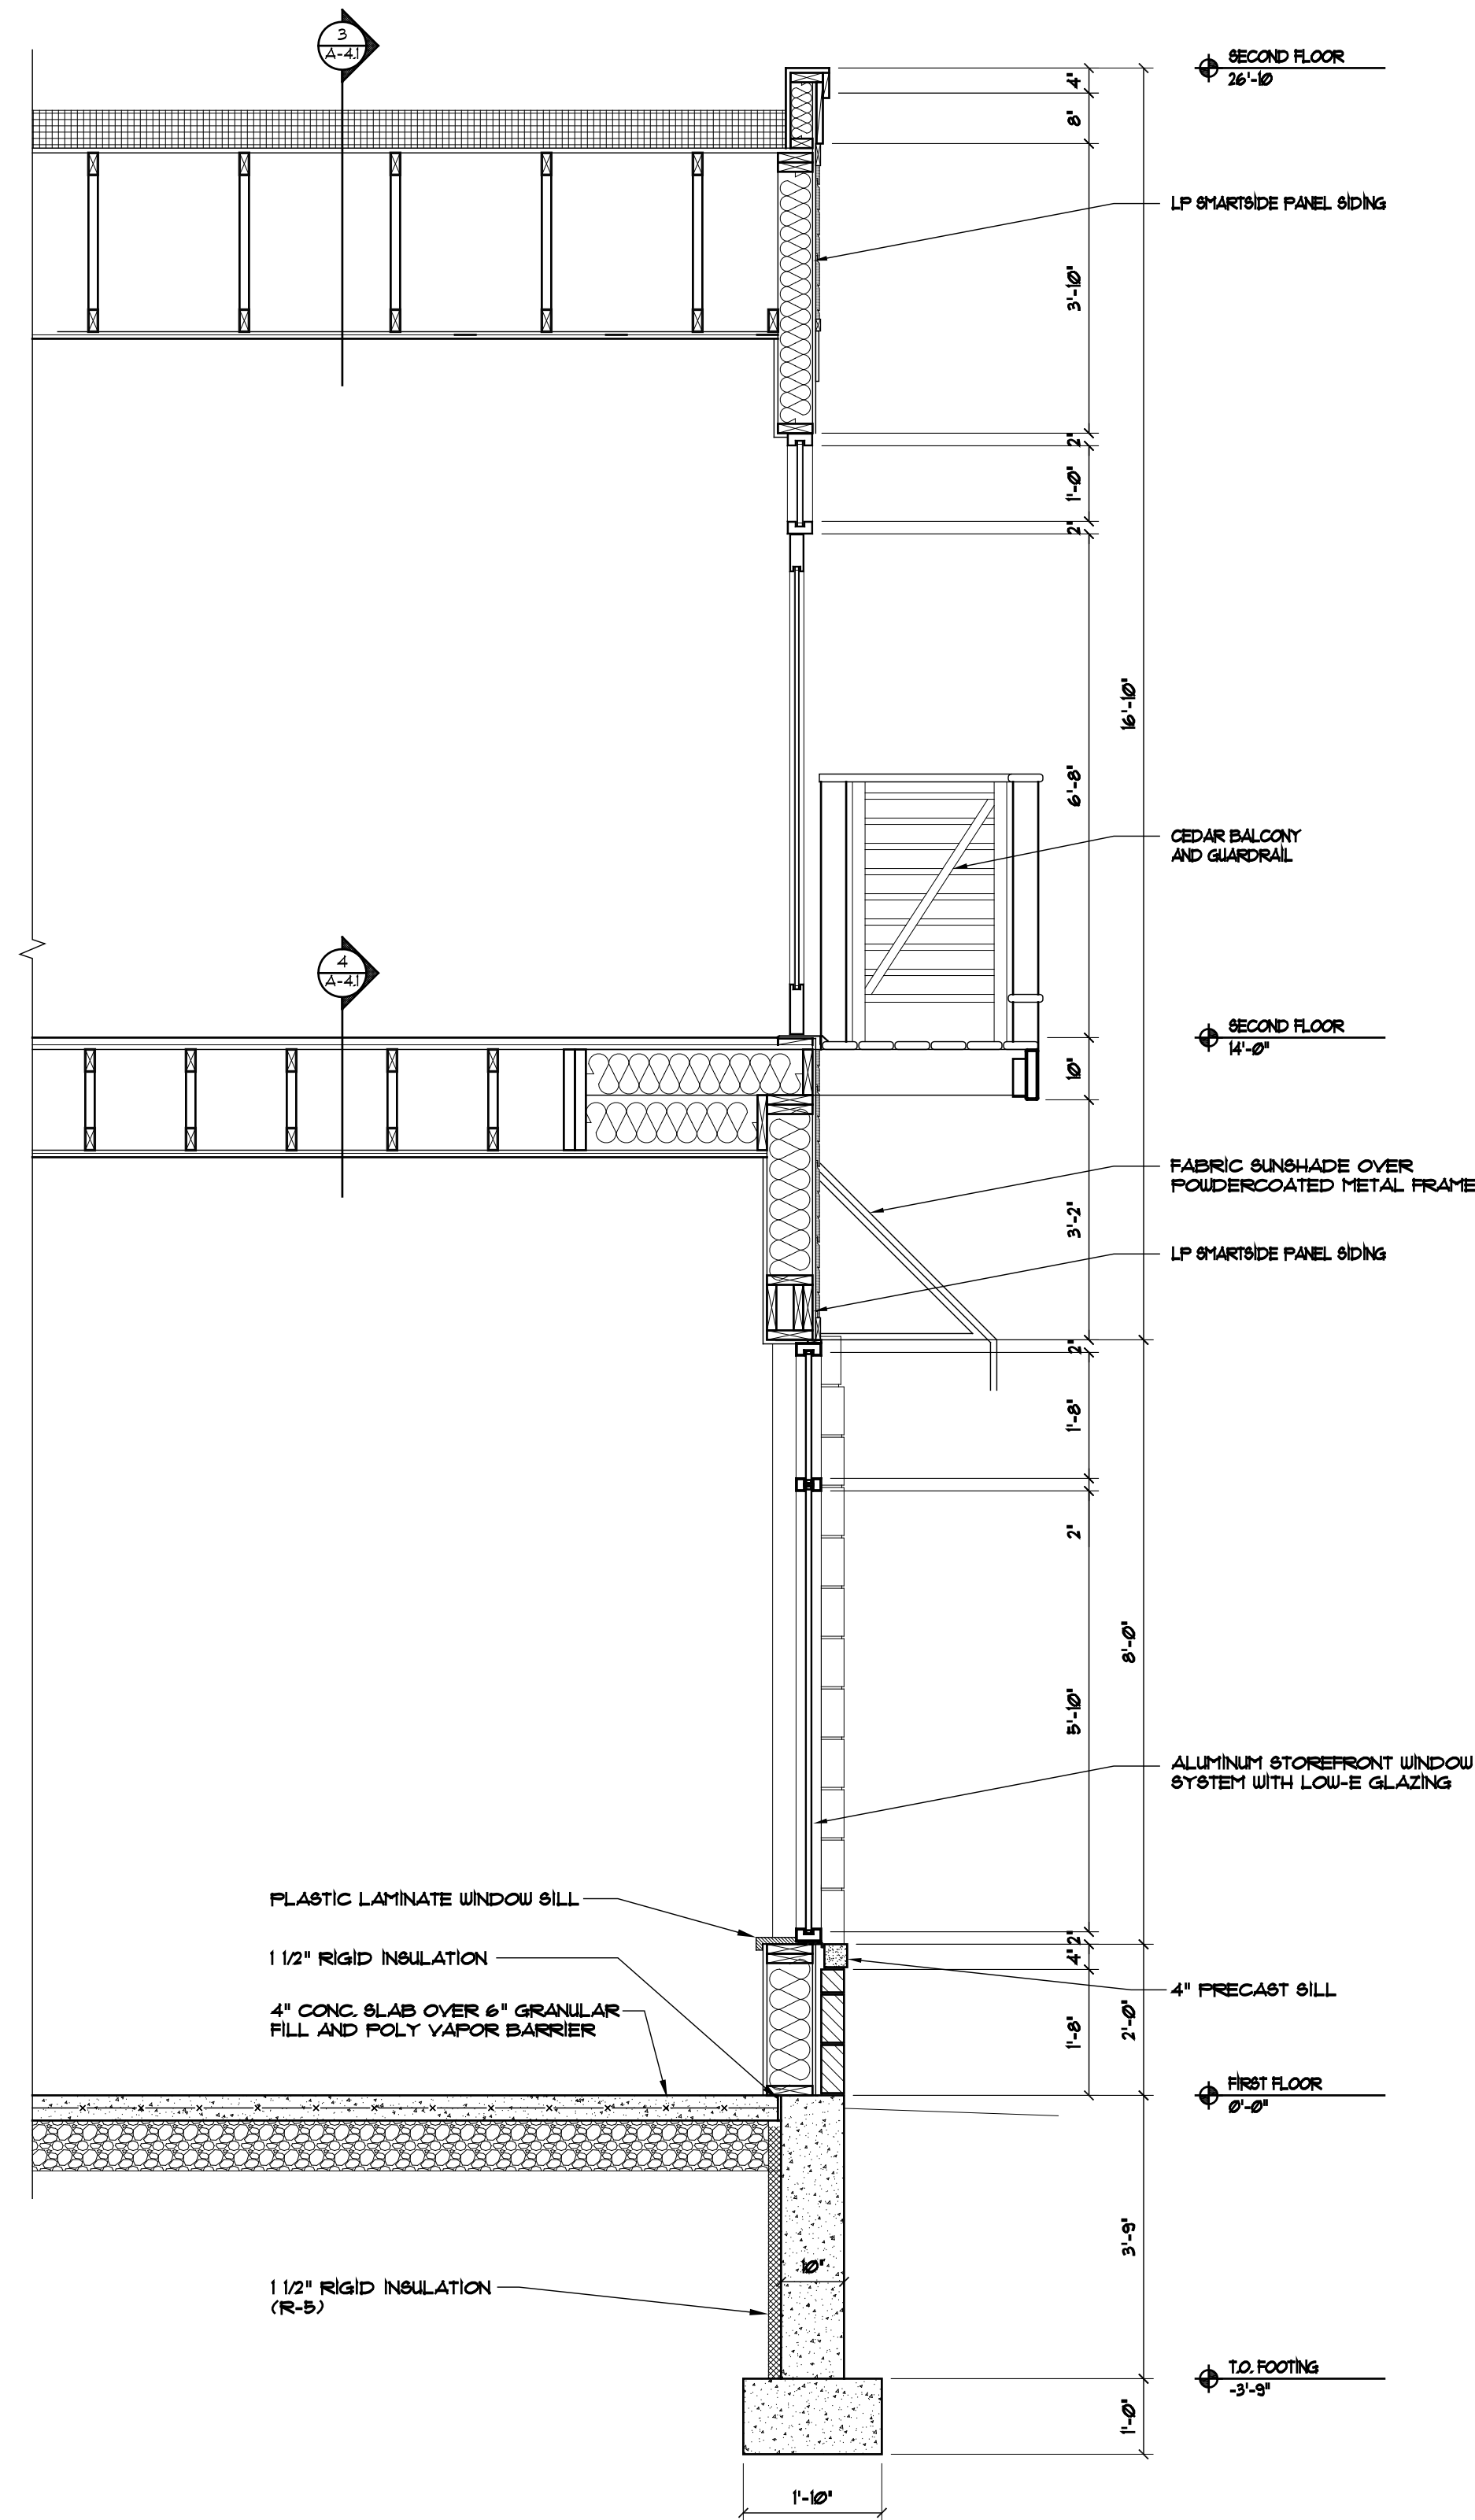 3
A-4.1
SECOND FLOOR
26'-10
4"
8"
LP SMARTSIDE PANEL SIDING
3'-10"
2"
1'-0"
2"
16'-10"
6'-8"
CEDAR BALCONY
AND GUARDRAIL
4
A-4.1
SECOND FLOOR
14'-0"
10"
FABRIC SUNSHADE OVER
POWDERCOATED METAL FRAME
3'-2"
LP SMARTSIDE PANEL SIDING
2"
1'-8"
2"
8'-0"
5'-10"
ALUMINUM STOREFRONT WINDOW
SYSTEM WITH LOW-E GLAZING
PLASTIC LAMINATE WINDOW SILL
2"
4"
1 1/2" RIGID INSULATION
4" PRECAST SILL
4" CONC. SLAB OVER 6" GRANULAR
FILL AND POLY VAPOR BARRIER
1'-8"
2'-0"
FIRST FLOOR
0'-0"
3'-9"
10"
1 1/2" RIGID INSULATION
(R-5)
T.O. FOOTING
-3'-9"
1'-0"
1'-10"